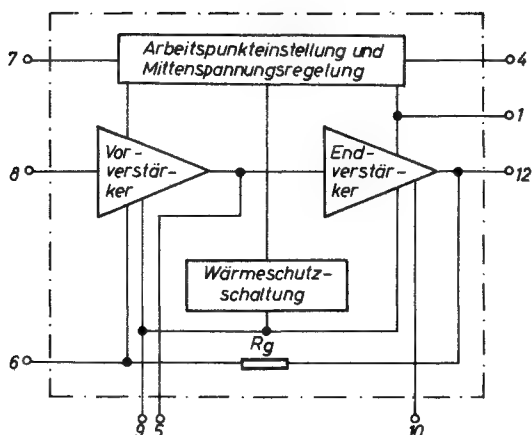 Arbeitspunkteinstellung und
Mittenspannungsregelung
7
4
1
Vor-
verstär-
ker
End-
verstär-
ker
8
12
Wärmeschutz-
schaltung
Rg
6
9
5
10